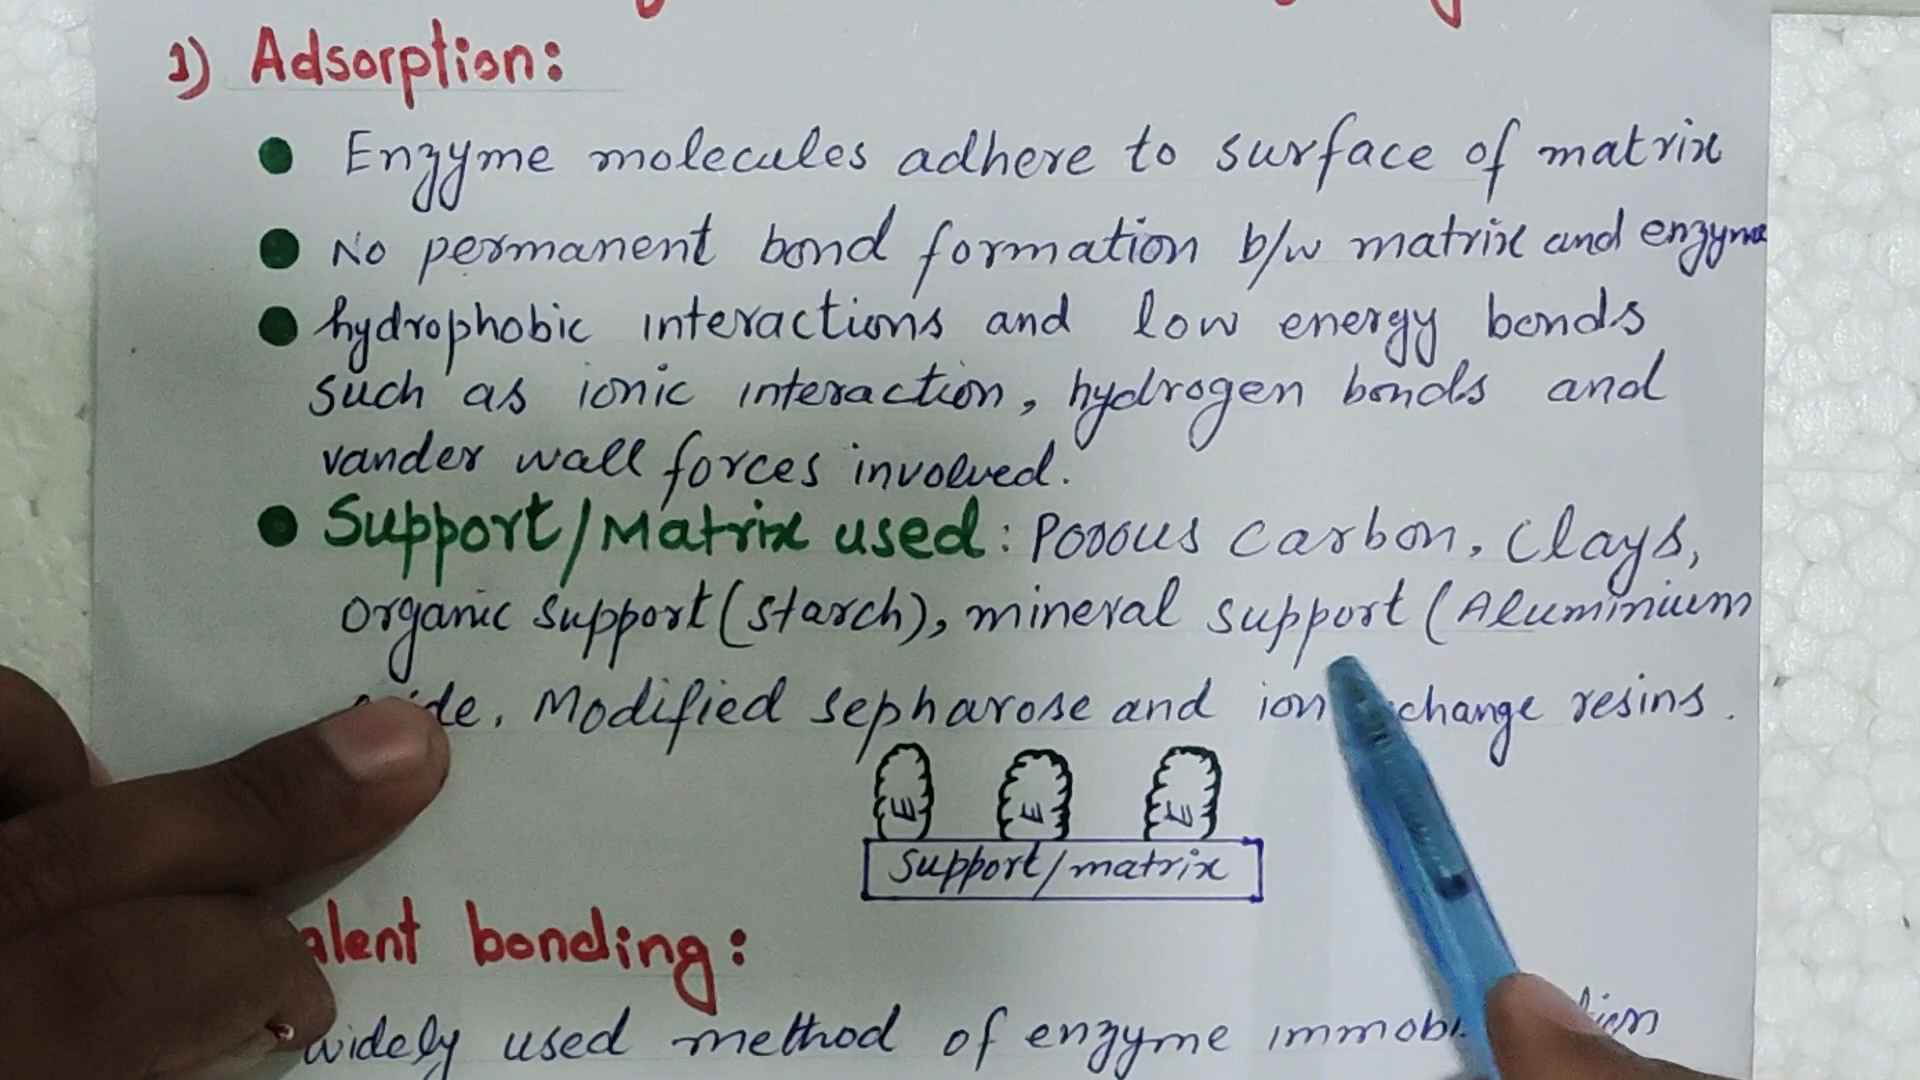 1) Adsorption:
Enzyme molecules adhere to surface of matrix
No permanent bond formation b/w matrix and enzyme
hydrophobic interactions and low energy bonds
such as ionic interaction, hydrogen bonds and
vander wall forces involved.
Support/Matrix used: Porous Carbon, Clays,
Organic support (starch), mineral support (Aluminium
Modified sepharose and ion change resins.
E E E
Support/matrix
alent bonding:
widely used method of enzyme